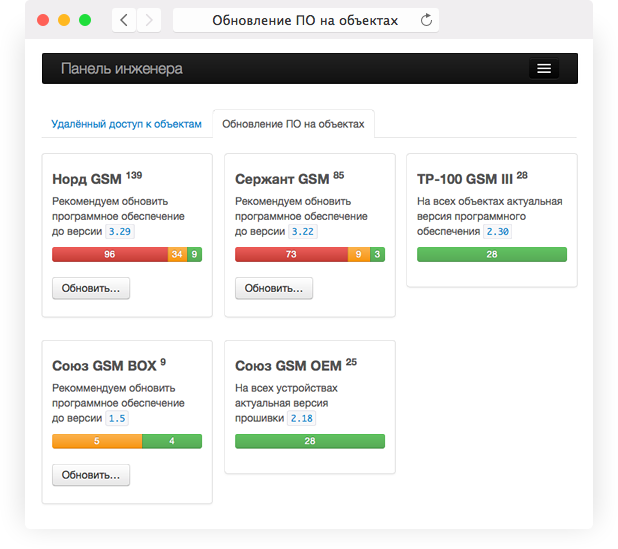 Обновление ПО на объектах
Панель инженера
Удалённый доступ к объектам
Обновление ПО на объектах
Норд GSM 139
Рекомендуем обновить
программное обеспечение
до версии 3.29
96 34 9
Обновить...
Сержант GSM 85
Рекомендуем обновить
программное обеспечение
до версии 3.22
73 9 3
Обновить...
ТР-100 GSM III 28
На всех объектах актуальная
версия программного
обеспечения 2.30
28
Союз GSM BOX 9
Рекоммендуем обновить
программное обеспечение
до версии 1.5
5 4
Обновить...
Союз GSM OEM 25
На всех устройствах
актуальная версия
прошивки 2.18
28